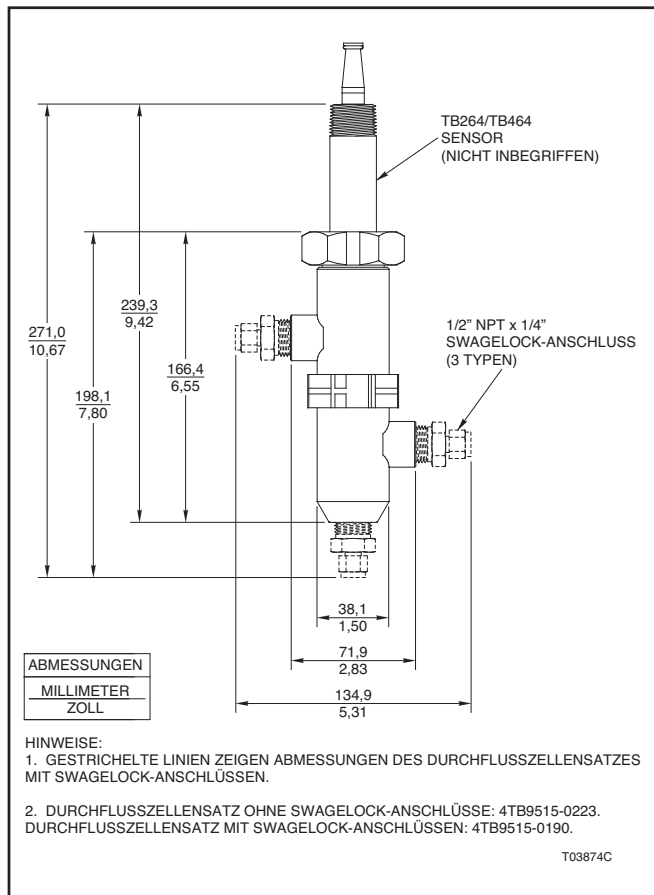 TB264/TB464
SENSOR
(NICHT INBEGRIFFEN)
239,3
9,42
271,0
10,67
1/2" NPT x 1/4"
SWAGELOCK-ANSCHLUSS
(3 TYPEN)
166,4
6,55
198,1
7,80
38,1
1,50
71,9
2,83
134,9
5,31
ABMESSUNGEN
MILLIMETER
ZOLL
HINWEISE:
1. GESTRICHELTE LINIEN ZEIGEN ABMESSUNGEN DES DURCHFLUSSZELLENSATZES
MIT SWAGELOCK-ANSCHLÜSSEN.
2. DURCHFLUSSZELLENSATZ OHNE SWAGELOCK-ANSCHLÜSSE: 4TB9515-0223.
DURCHFLUSSZELLENSATZ MIT SWAGELOCK-ANSCHLÜSSEN: 4TB9515-0190.
T03874C